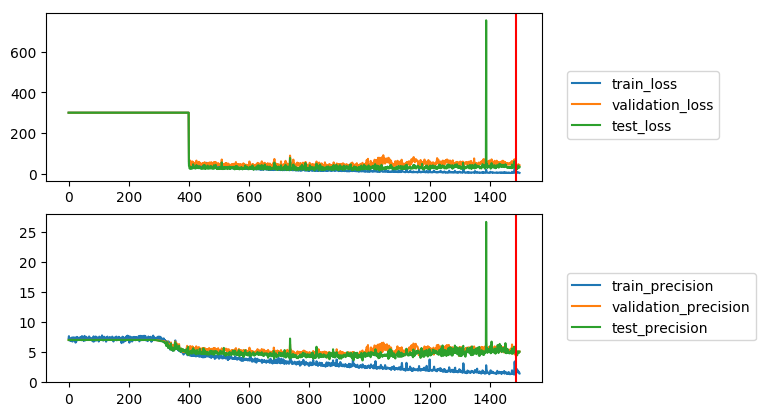 600
400
200
0
0 200 400 600 800 1000 1200 1400
train_loss
validation_loss
test_loss
25
20
15
10
5
0
0 200 400 600 800 1000 1200 1400
train_precision
validation_precision
test_precision